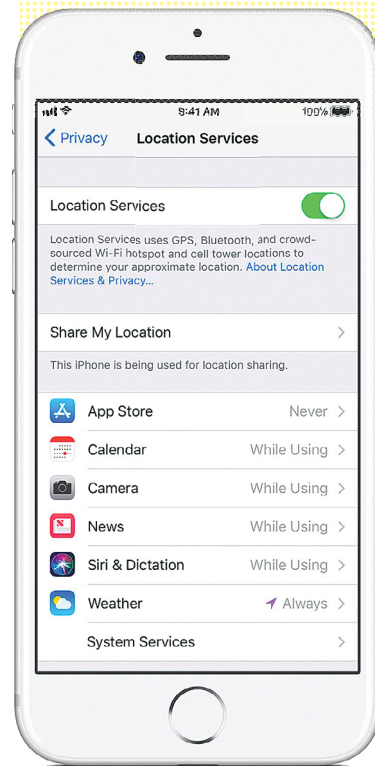 9:41 AM 100%
Privacy Location Services
Location Services
Location Services uses GPS, Bluetooth, and crowd-
sourced Wi-Fi hotspot and cell tower locations to
determine your approximate location. About Location
Services & Privacy...
Share My Location
This iPhone is being used for location sharing.
App Store Never
Calendar While Using
Camera While Using
News While Using
Siri & Dictation While Using
Weather Always
System Services